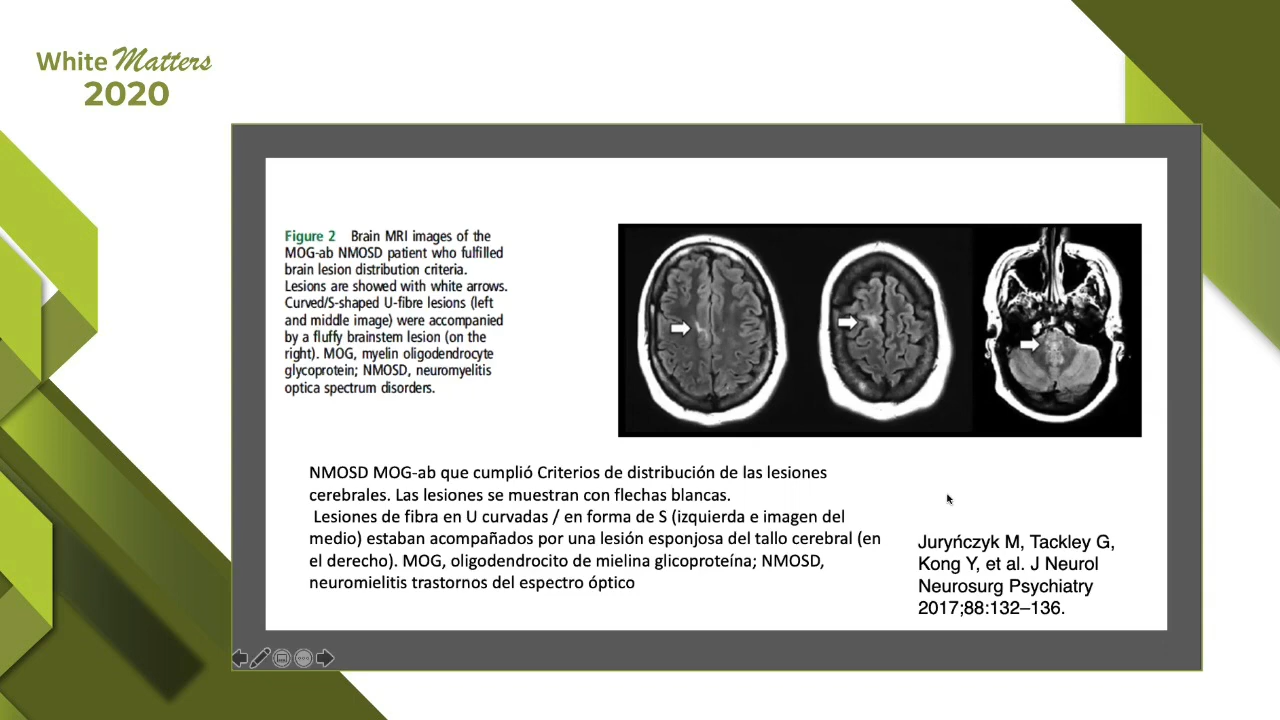 White Matters
2020
Figure 2 Brain MRI images of the
MOG-ab NMOSD patient who fulfilled
brain lesion distribution criteria.
Lesions are showed with white arrows.
Curved/S-shaped U-fibre lesions (left
and middle image) were accompanied
by a fluffy brainstem lesion (on the
right). MOG, myelin oligodendrocyte
glycoprotein; NMOSD, neuromyelitis
optica spectrum disorders.
NMOSD MOG-ab que cumplió Criterios de distribución de las lesiones
cerebrales. Las lesiones se muestran con flechas blancas.
Lesiones de fibra en U curvadas / en forma de S (izquierda e imagen del
medio) estaban acompañados por una lesión esponjosa del tallo cerebral (en
el derecho). MOG, oligodendrocito de mielina glicoproteína; NMOSD,
neuromielitis trastornos del espectro óptico
Juryńczyk M, Tackley G,
Kong Y, et al. J Neurol
Neurosurg Psychiatry
2017;88:132–136.